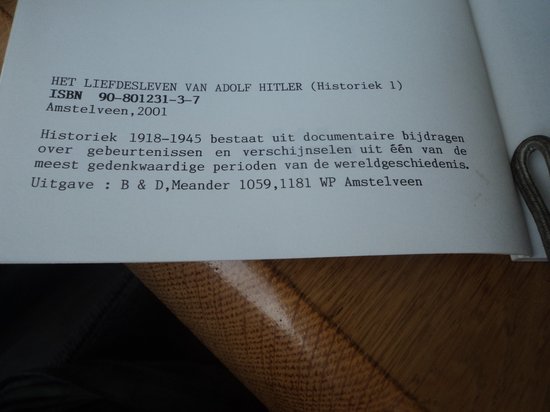 HET LIEFDESLEVEN VAN ADOLF HITLER (Historiek 1)
ISBN 90-801231-3-7
Amstelveen,2001
Historiek 1918-1945 bestaat uit documentaire bijdragen
over gebeurtenissen en verschijnselen uit één van de
meest gedenkwaardige perioden van de wereldgeschiedenis.
Uitgave : B & D,Meander 1059,1181 WP Amstelveen